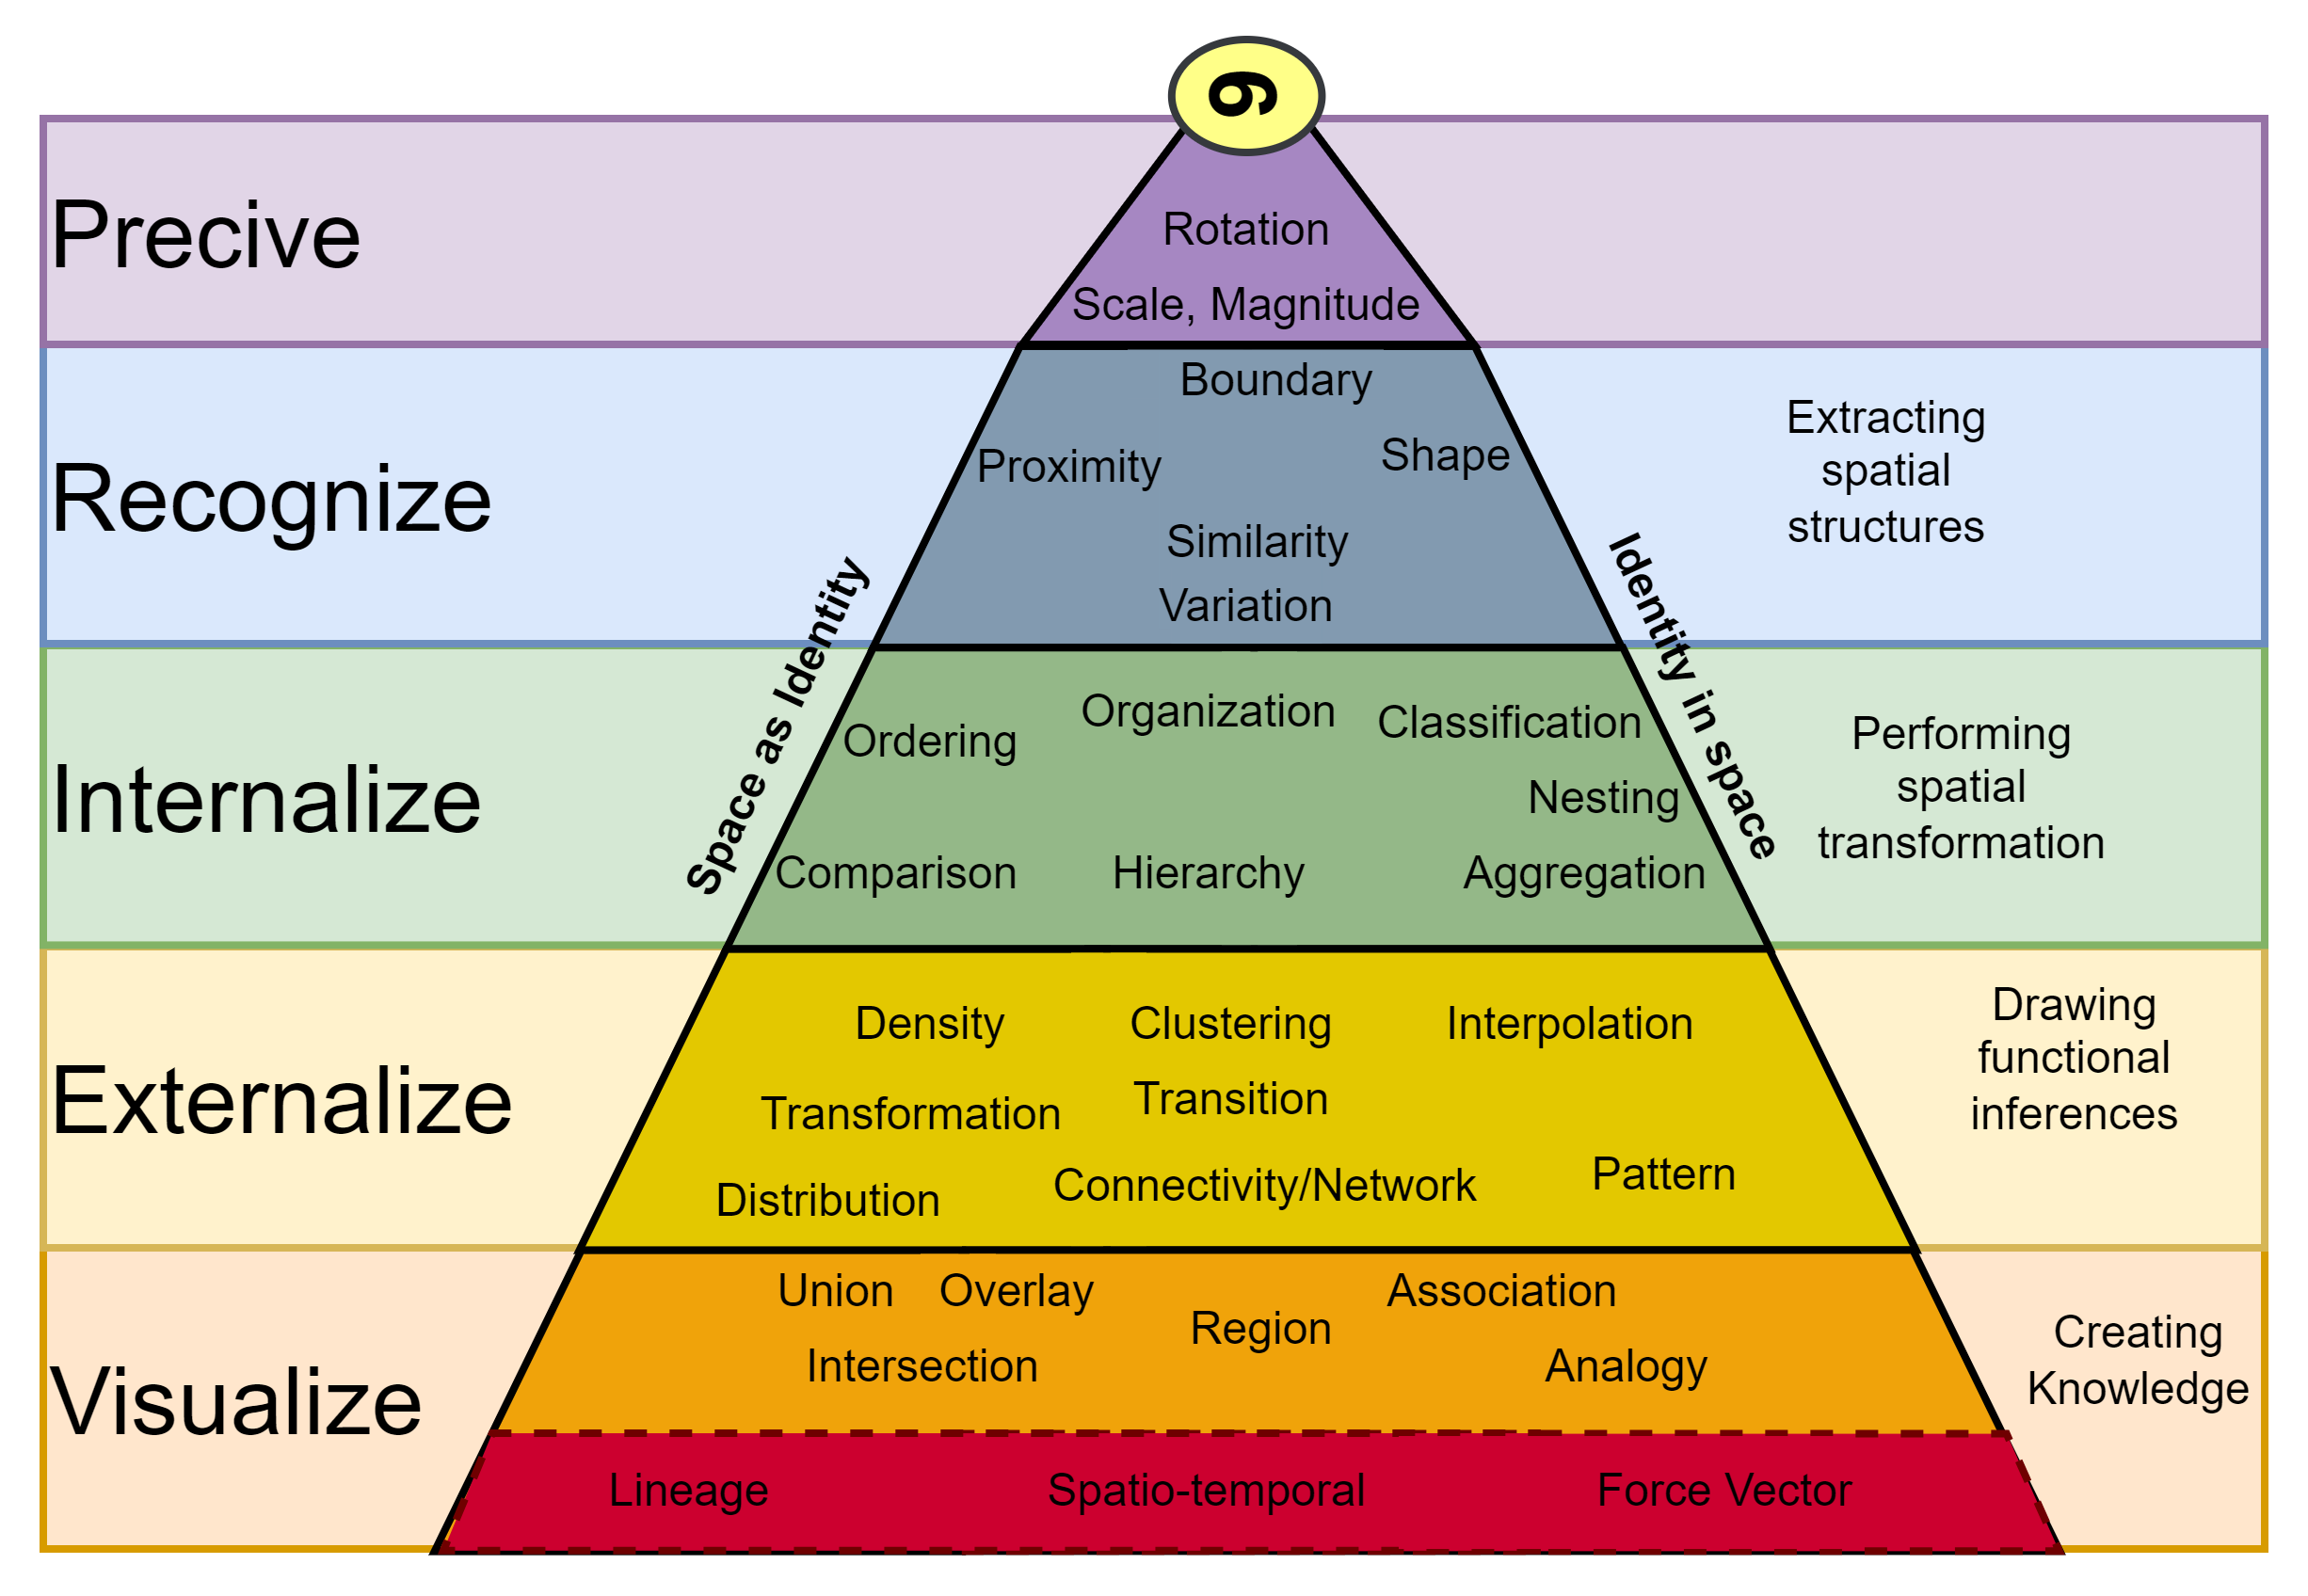 6
Precive
Rotation
Scale, Magnitude
Recognize
Boundary
Proximity
Shape
Similarity
Variation
Extracting
spatial
structures
Space as Identity
Identity in space
Internalize
Ordering
Organization
Classification
Nesting
Comparison
Hierarchy
Aggregation
Performing
spatial
transformation
Externalize
Density
Clustering
Interpolation
Transformation
Transition
Distribution
Connectivity/Network
Pattern
Drawing
functional
inferences
Visualize
Union
Overlay
Region
Association
Intersection
Analogy
Creating
Knowledge
Lineage
Spatio-temporal
Force Vector